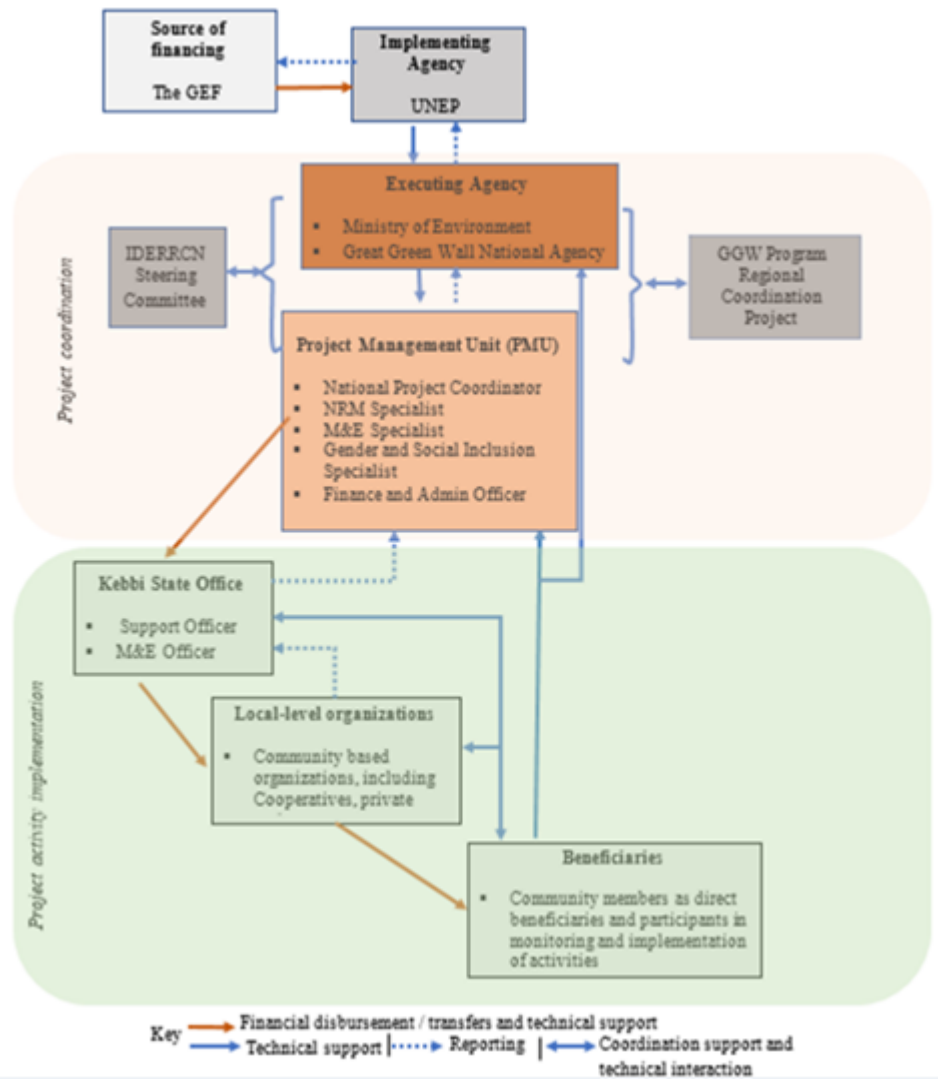 Source of
financing
The GEF
Implementing
Agency
UNEP
Executing Agency
▪ Ministry of Environment
▪ Great Green Wall National Agency
IDERRCN
Steering
Committee
GGW Program
Regional
Coordination
Project
Project coordination
Project Management Unit (PMU)
▪ National Project Coordinator
▪ NRM Specialist
▪ M&E Specialist
▪ Gender and Social Inclusion
Specialist
▪ Finance and Admin Officer
Kebbi State Office
▪ Support Officer
▪ M&E Officer
Project activity implementation
Local-level organizations
▪ Community based
organizations, including
Cooperatives, private
Beneficiaries
▪ Community members as direct
beneficiaries and participants in
monitoring and implementation
of activities
Key
Financial disbursement / transfers and technical support
Technical support
Reporting
Coordination support and
technical interaction